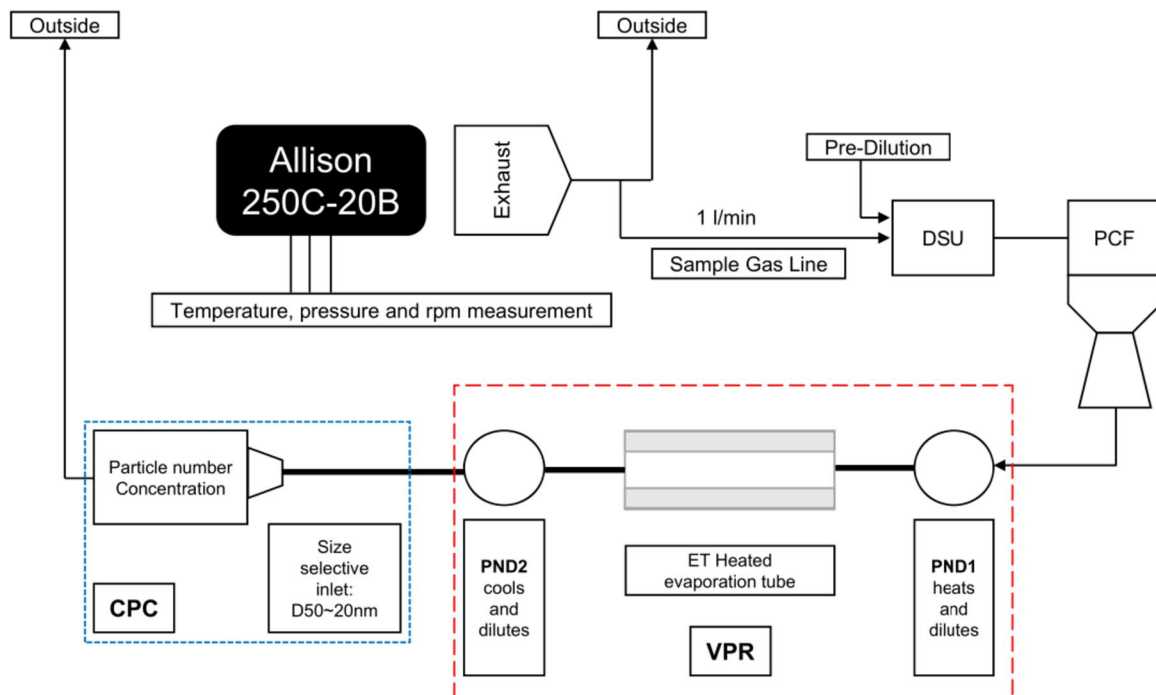 Outside
Outside
Allison
250C-20B
Exhaust
Pre-Dilution
1 l/min
Sample Gas Line
DSU
PCF
Temperature, pressure and rpm measurement
Particle number
Concentration
Size
selective
inlet:
D50~20nm
CPC
PND2
cools
and
dilutes
ET Heated
evaporation tube
VPR
PND1
heats
and
dilutes